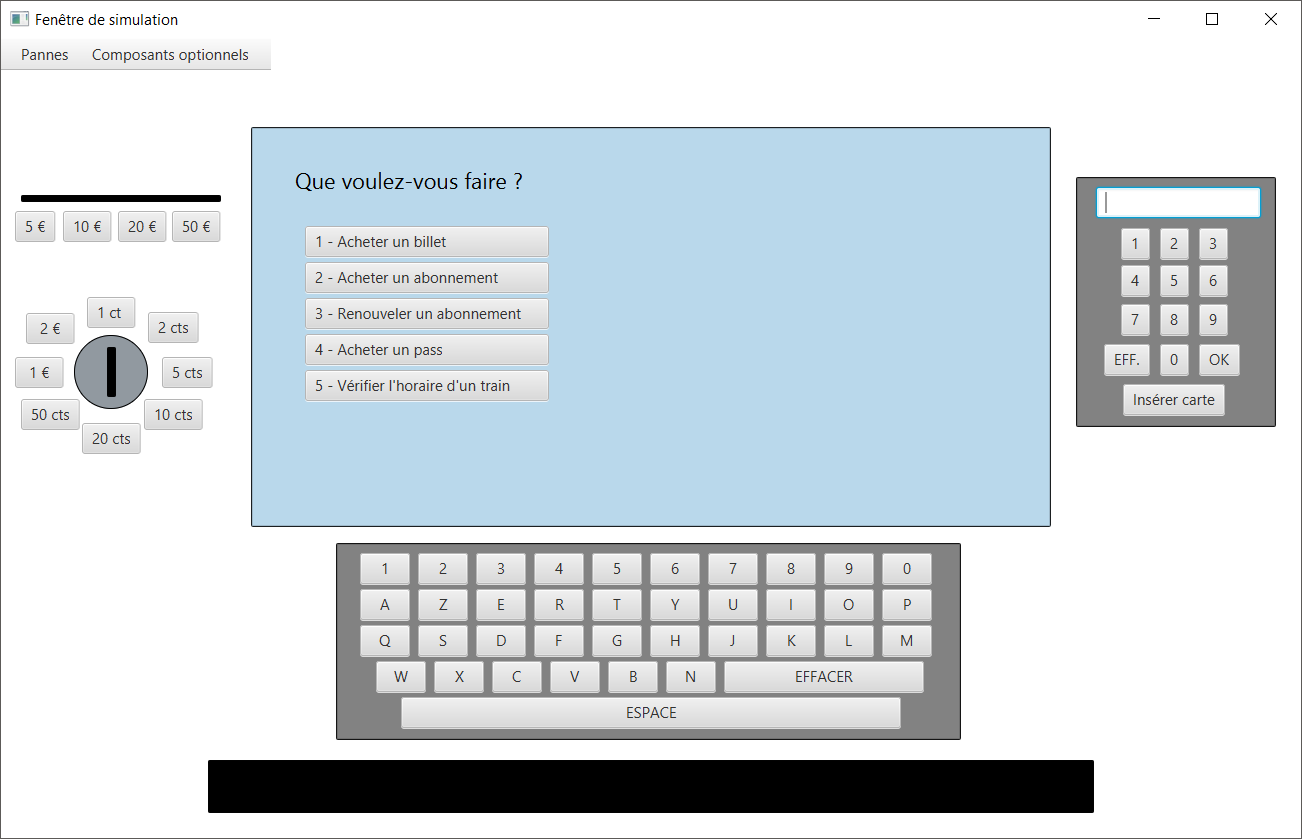 Fenêtre de simulation
Pannes Composants optionnels
Que voulez-vous faire ?
1 - Acheter un billet
2 - Acheter un abonnement
3 - Renouveler un abonnement
4 - Acheter un pass
5 - Vérifier l'horaire d'un train
5 € 10 € 20 € 50 €
1 ct
2 € 2 cts
1 € 5 cts
50 cts 10 cts
20 cts
1 2 3
4 5 6
7 8 9
EFF. 0 OK
Insérer carte
1 2 3 4 5 6 7 8 9 0
A Z E R T Y U I O P
Q S D F G H J K L M
W X C V B N EFFACER
ESPACE